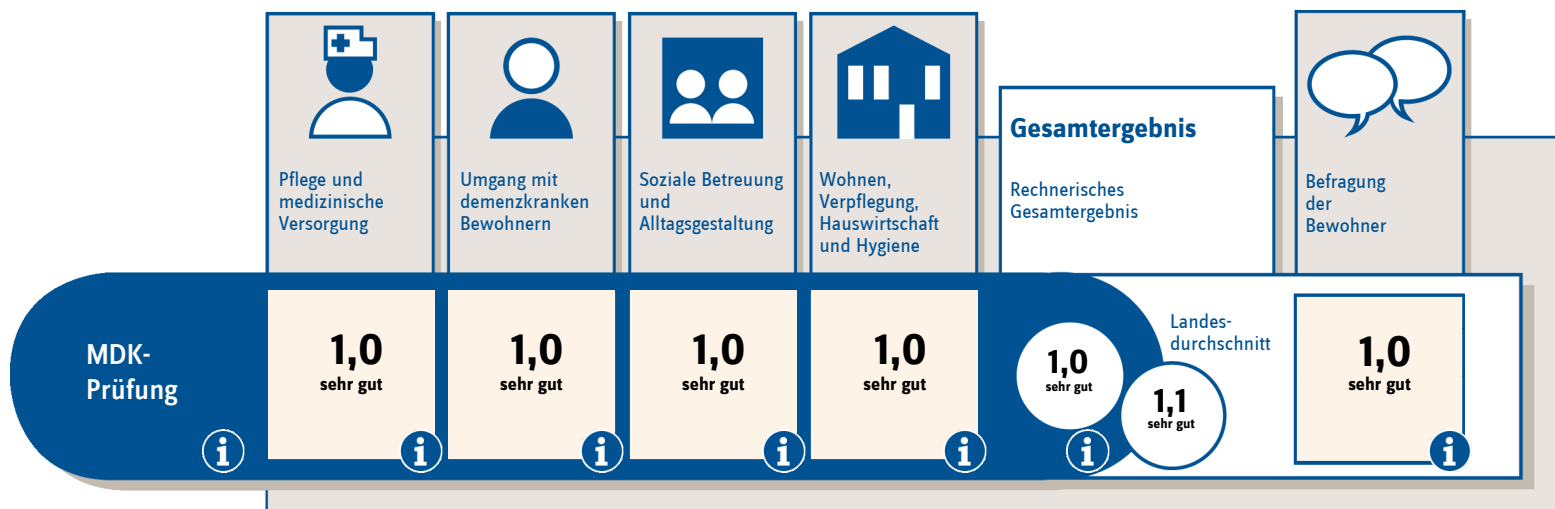 Pflege und
medizinische
Versorgung
Umgang mit
demenzkranken
Bewohnern
Soziale Betreuung
und
Alltagsgestaltung
Wohnen,
Verpflegung,
Hauswirtschaft
und Hygiene
Gesamtergebnis
Rechnerisches
Gesamtergebnis
Befragung
der
Bewohner
MDK-
Prüfung
i
1,0
sehr gut
i
1,0
sehr gut
i
1,0
sehr gut
i
1,0
sehr gut
i
1,0
sehr gut
i
Landes-
durchschnitt
1,1
sehr gut
1,0
sehr gut
i